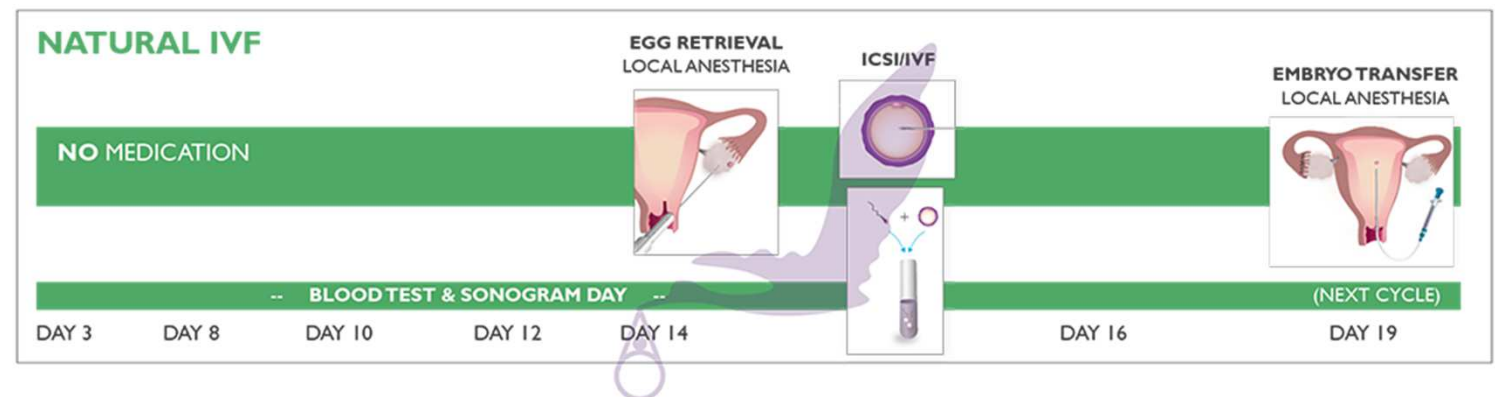 NATURAL IVF
EGG RETRIEVAL
LOCAL ANESTHESIA
ICSI/IVF
EMBRYO TRANSFER
LOCAL ANESTHESIA
NO MEDICATION
+
-- BLOOD TEST & SONOGRAM DAY --
(NEXT CYCLE)
DAY 3 DAY 8 DAY 10 DAY 12 DAY 14 DAY 16 DAY 19